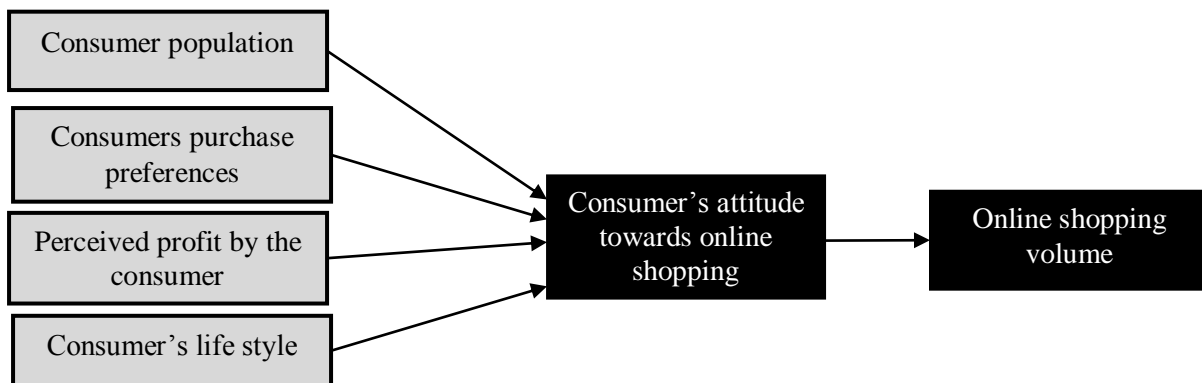 Consumer population
Consumers purchase
preferences
Perceived profit by the
consumer
Consumer’s life style
Consumer’s attitude
towards online
shopping
Online shopping
volume